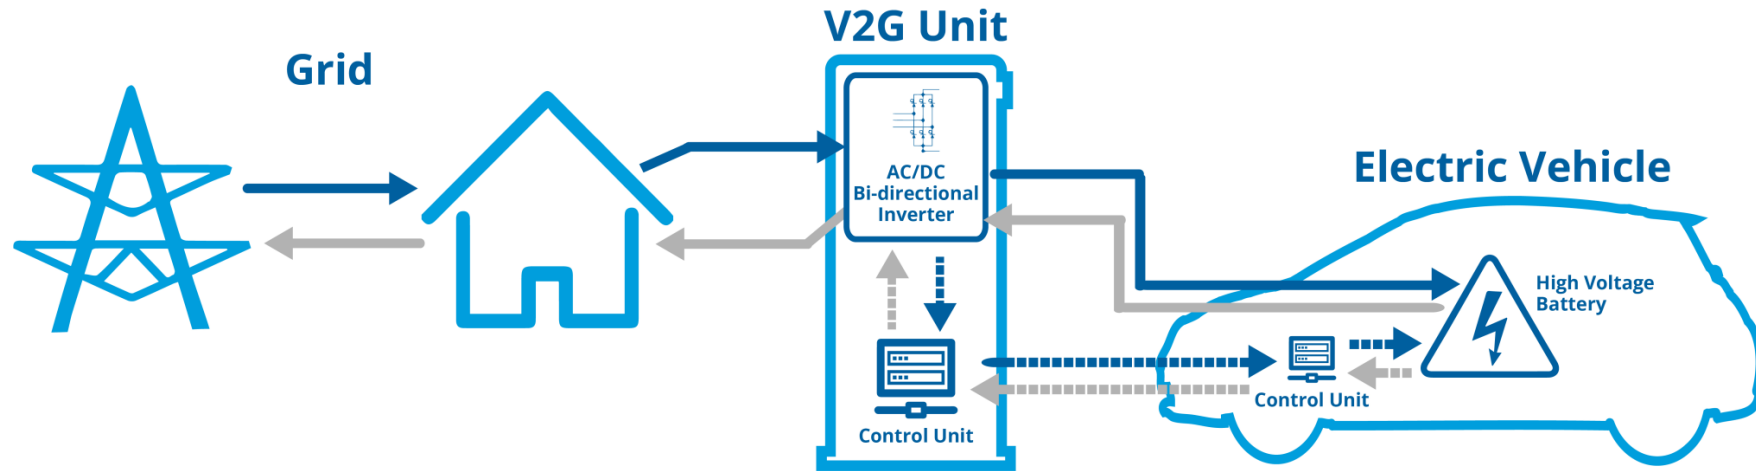 V2G Unit
Grid
AC/DC
Bi-directional
Inverter
Electric Vehicle
High Voltage
Battery
Control Unit
Control Unit